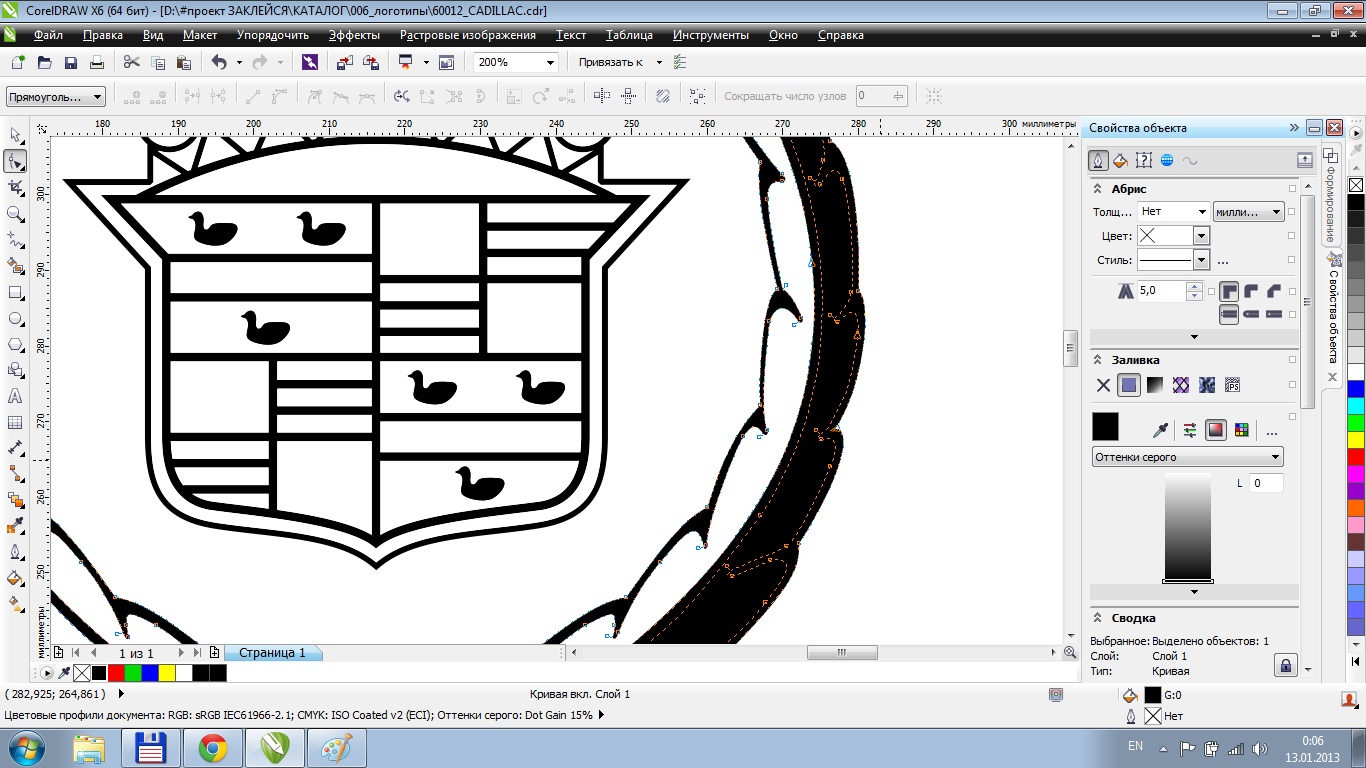 CorelDRAW X6 (64 бит) - [D:\#проект ЗАКЛЕЙСЯ\КАТАЛОГ\006_логотипы\60012_CADILLAC.cdr]
Файл Правка Вид Макет Упорядочить Эффекты Растровые изображения Текст Таблица Инструменты Окно Справка
200% Привязать к
Прямоуголь... Сокращать число узлов 0
180 190 200 210 220 230 240 250 260 270 280 290 300 миллиметры
300
290
280
270
260
250
миллиметры
Свойства объекта
Абрис
Толщ... Нет милли...
Цвет:
Стиль: ...
5,0
Заливка
PS
...
Оттенки серого
L 0
Сводка
Выбранное: Выделено объектов: 1
Слой: Слой 1
Тип: Кривая
Формирование
Свойства объекта
1 из 1 Страница 1
( 282,925; 264,861 ) Кривая вкл. Слой 1 G:0
Цветовые профили документа: RGB: sRGB IEC61966-2.1; CMYK: ISO Coated v2 (ECI); Оттенки серого: Dot Gain 15% Нет
EN 0:06
13.01.2013